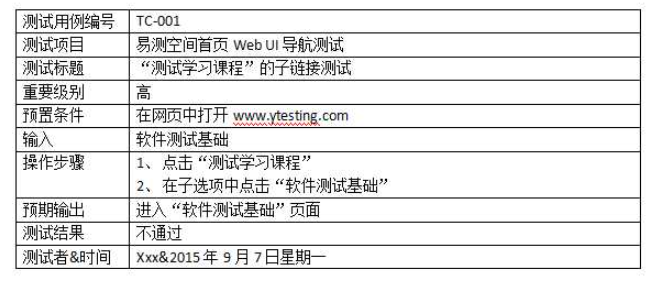 测试用例编号 TC-001
测试项目 易测空间首页 Web UI 导航测试
测试标题 “测试学习课程”的子链接测试
重要级别 高
预置条件 在网页中打开 www.ytesting.com
输入 软件测试基础
操作步骤 1、点击“测试学习课程”
2、在子选项中点击“软件测试基础”
预期输出 进入“软件测试基础”页面
测试结果 不通过
测试者&时间 Xxx&2015年9月7日星期一